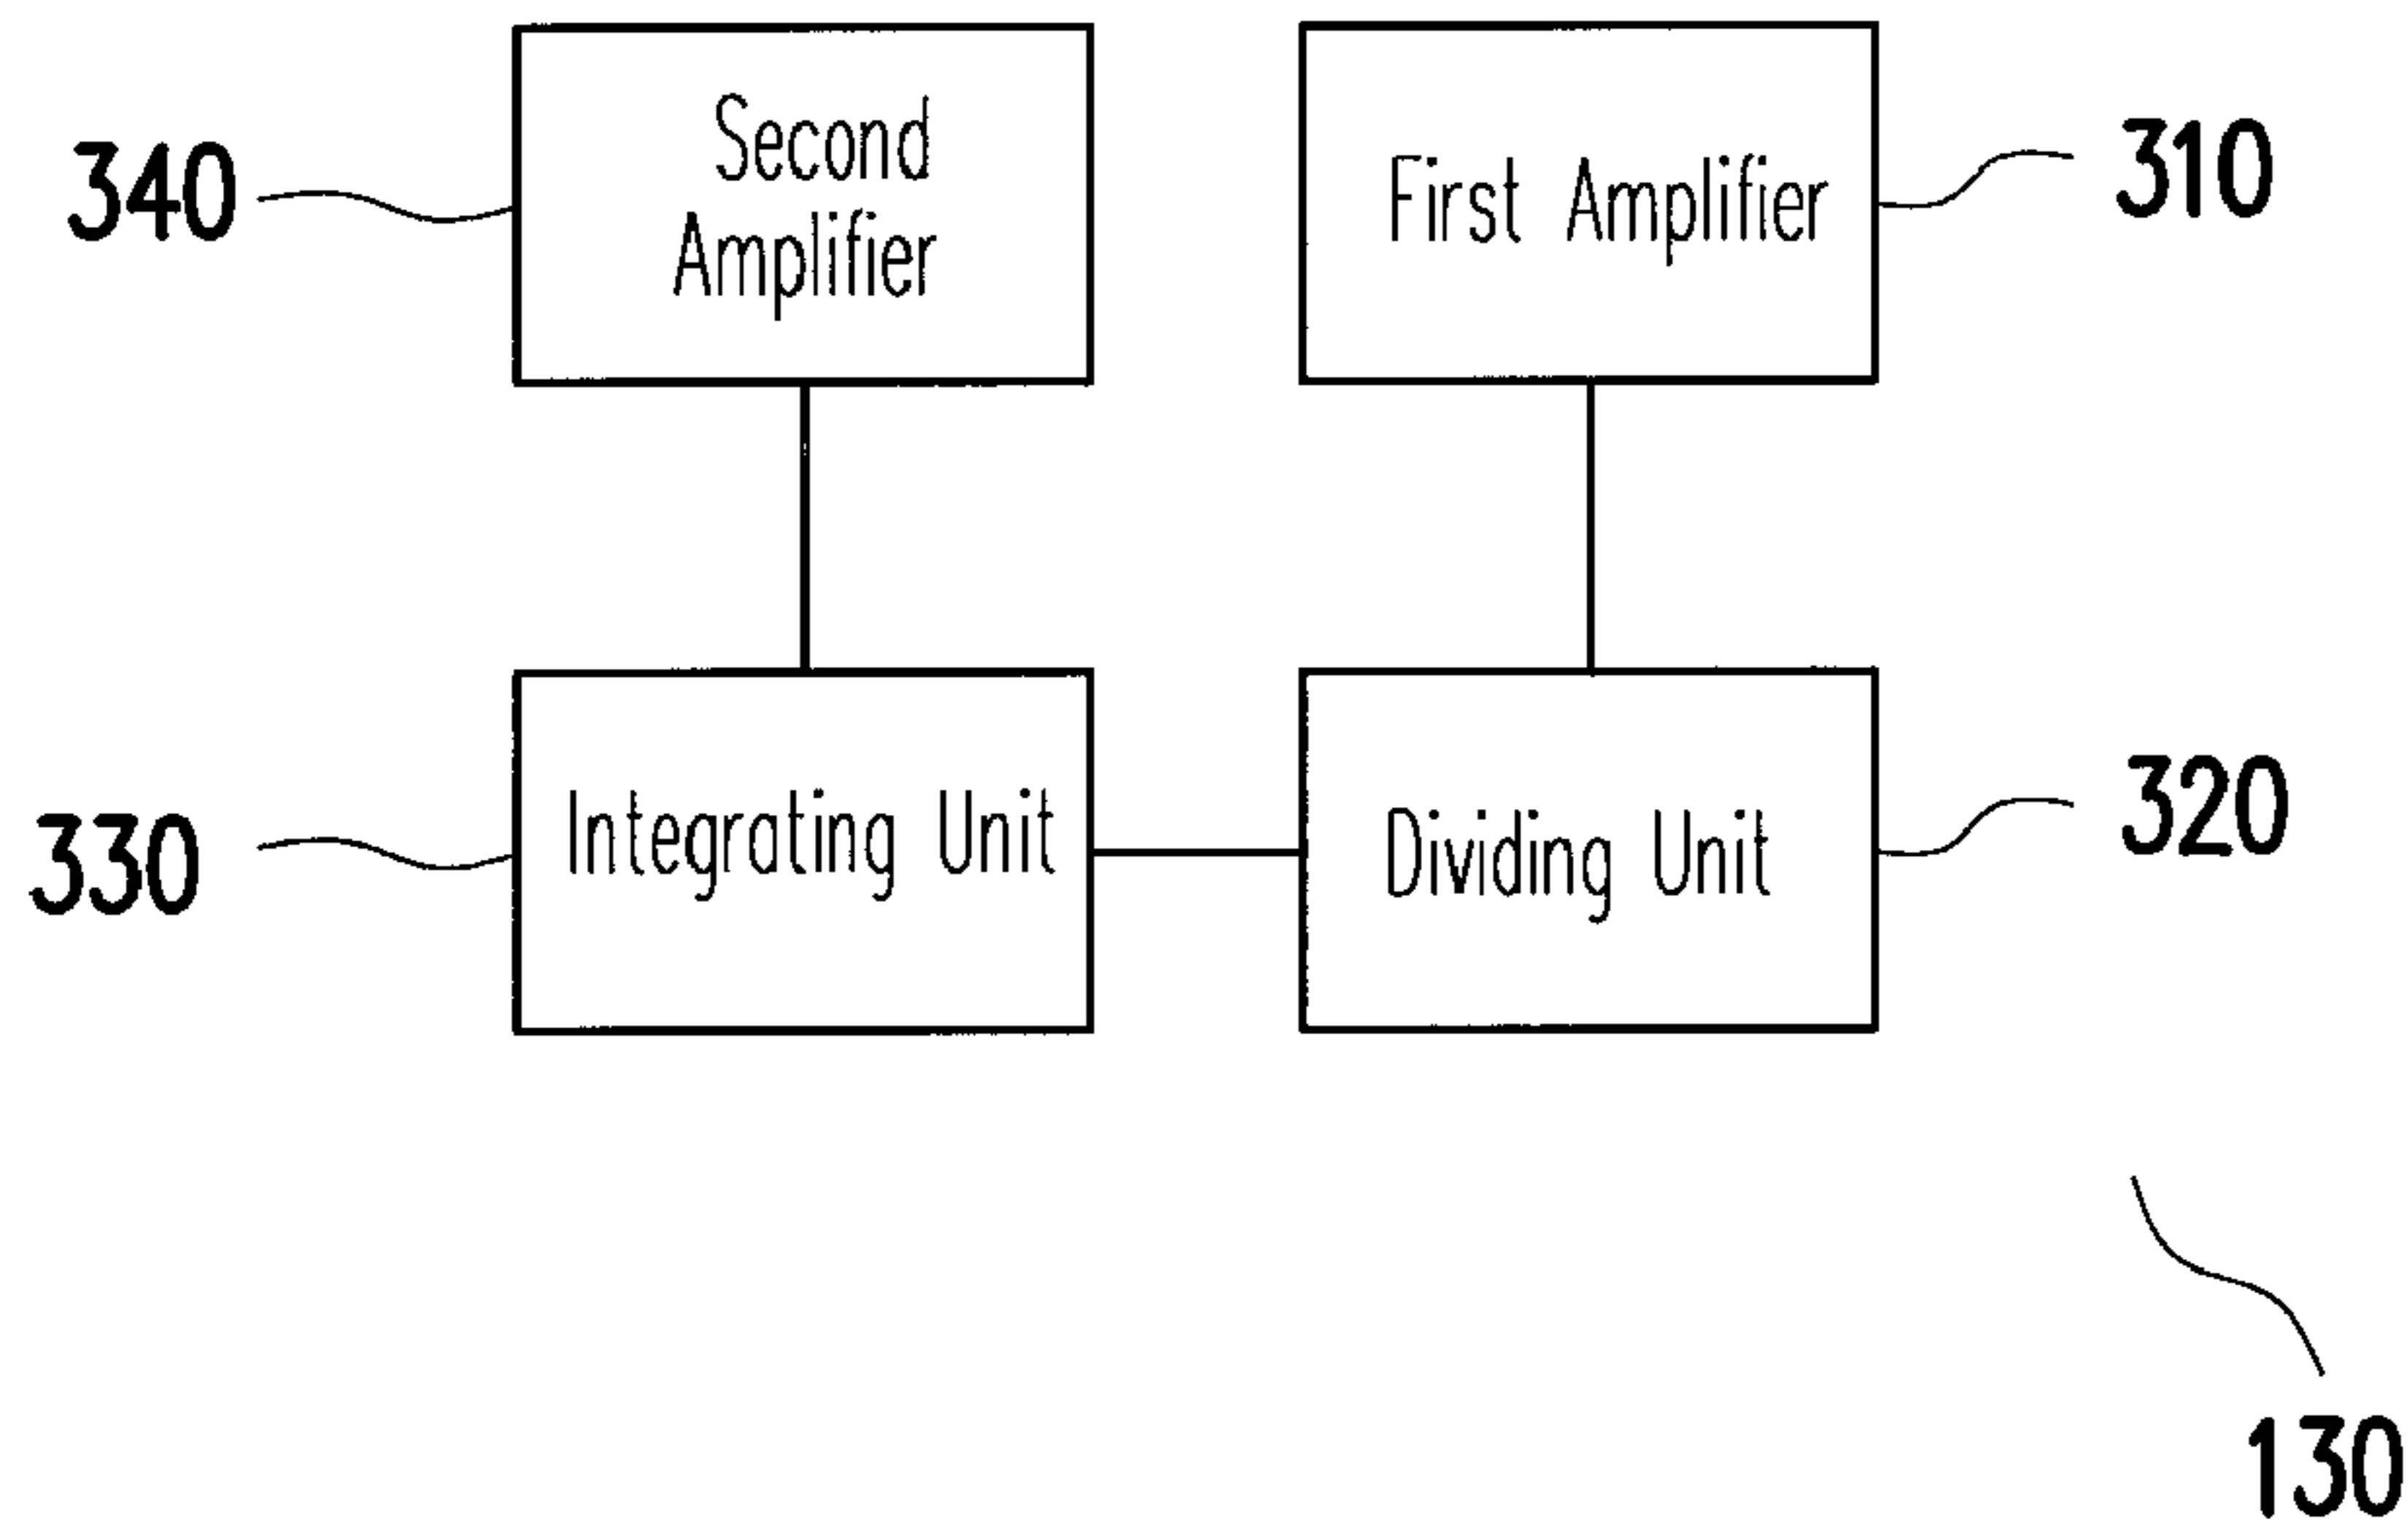 340
Second
Amplifier
First Amplifier
310
330
Integrating Unit
Dividing Unit
320
130